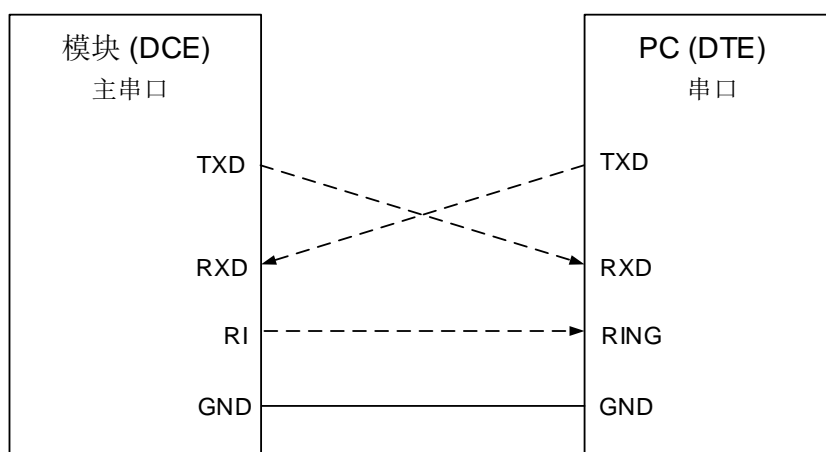 模块 (DCE)
主串口
TXD
RXD
RI
GND
PC (DTE)
串口
TXD
RXD
RING
GND